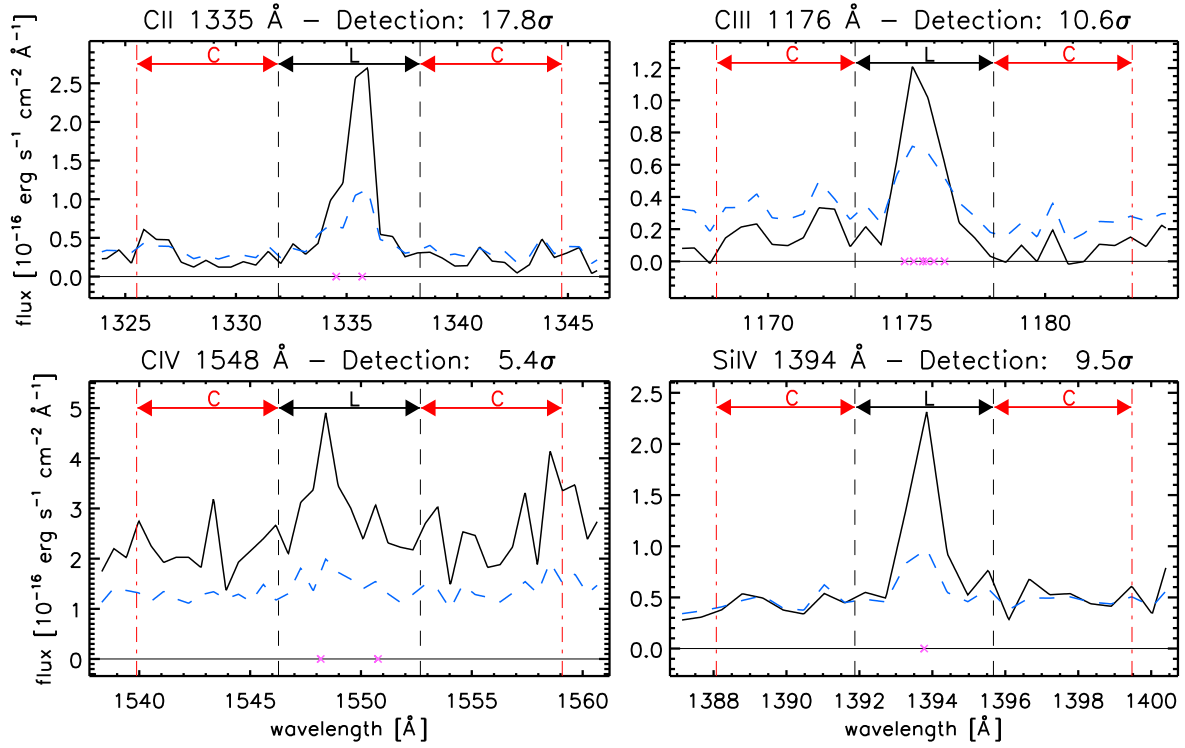 CII 1335 Å – Detection: 17.8σ
CIII 1176 Å – Detection: 10.6σ
C L C
C L C
flux [10⁻¹⁶ erg s⁻¹ cm⁻² Å⁻¹]
2.5
2.0
1.5
1.0
0.5
0.0
1325 1330 1335 1340 1345
1.2
1.0
0.8
0.6
0.4
0.2
0.0
1170 1175 1180
CIV 1548 Å – Detection: 5.4σ
SiIV 1394 Å – Detection: 9.5σ
C L C
C L C
flux [10⁻¹⁶ erg s⁻¹ cm⁻² Å⁻¹]
5
4
3
2
1
0
1540 1545 1550 1555 1560
wavelength [Å]
2.5
2.0
1.5
1.0
0.5
0.0
1388 1390 1392 1394 1396 1398 1400
wavelength [Å]